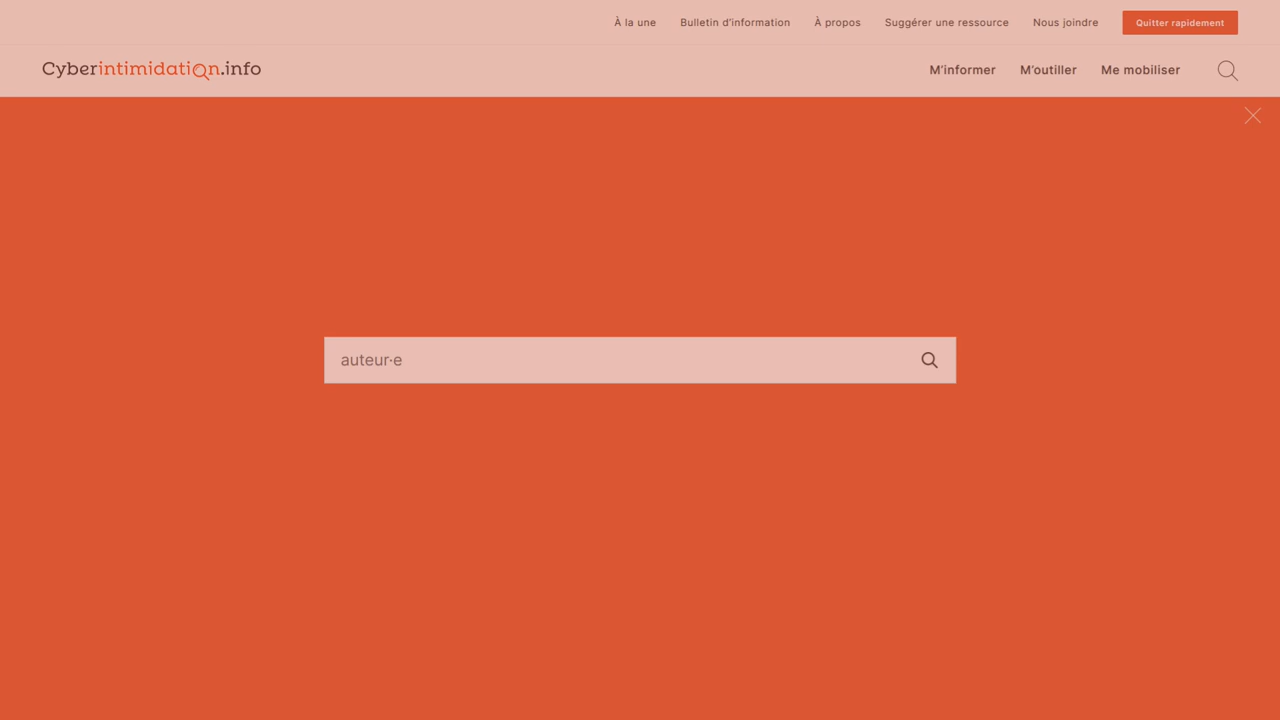 À la une
Bulletin d'information
À propos
Suggérer une ressource
Nous joindre
Quitter rapidement
Cyberintimidation.info
M'informer
M'outiller
Me mobiliser
auteur·e